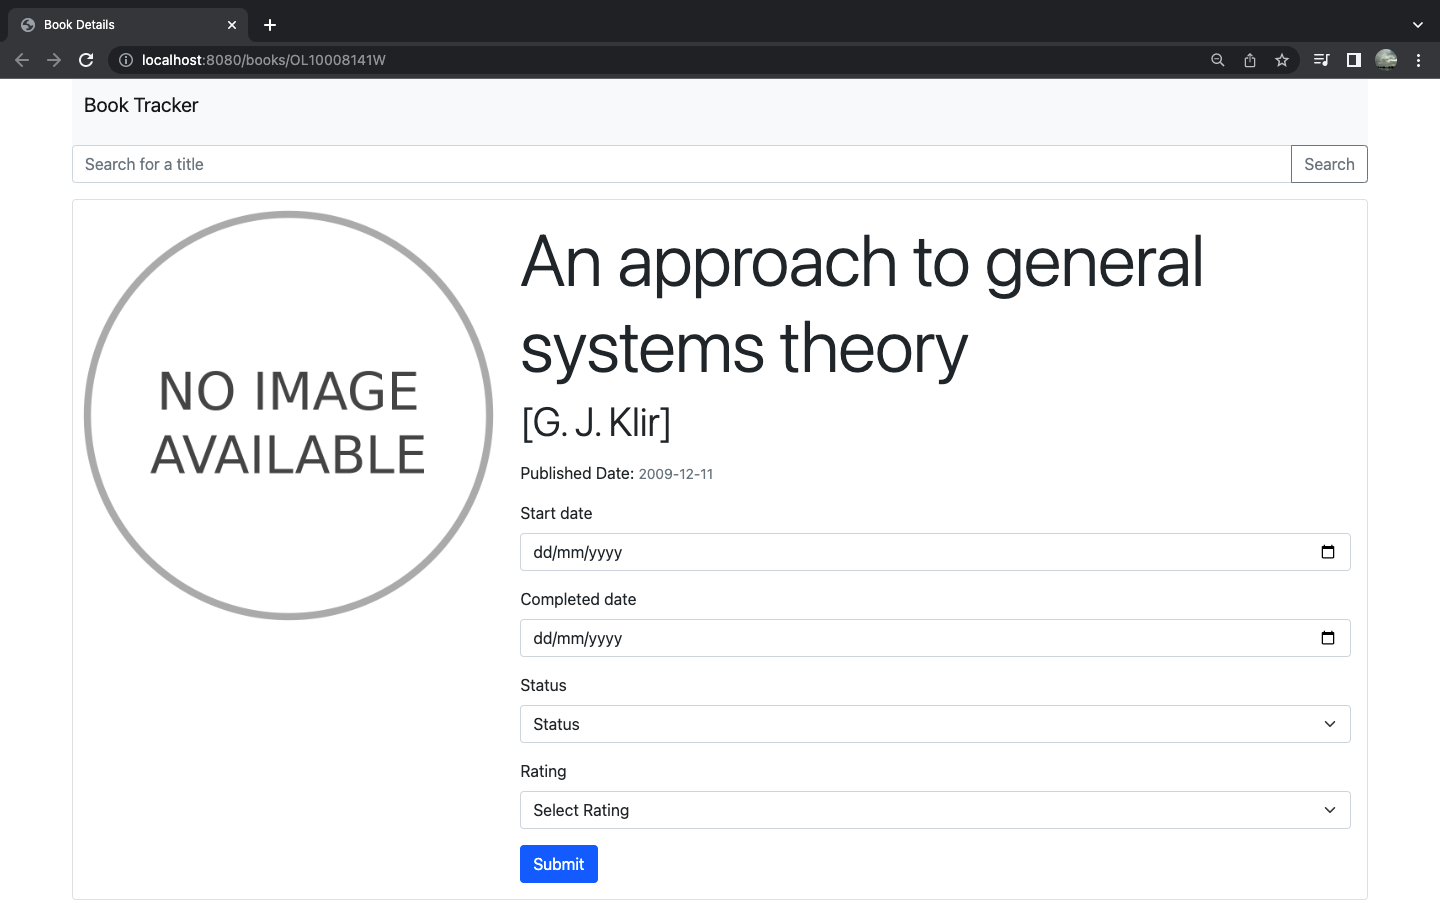 Book Details
localhost:8080/books/OL10008141W
Book Tracker
Search for a title
Search
NO IMAGE
AVAILABLE
An approach to general
systems theory
[G. J. Klir]
Published Date: 2009-12-11
Start date
dd/mm/yyyy
Completed date
dd/mm/yyyy
Status
Status
Rating
Select Rating
Submit